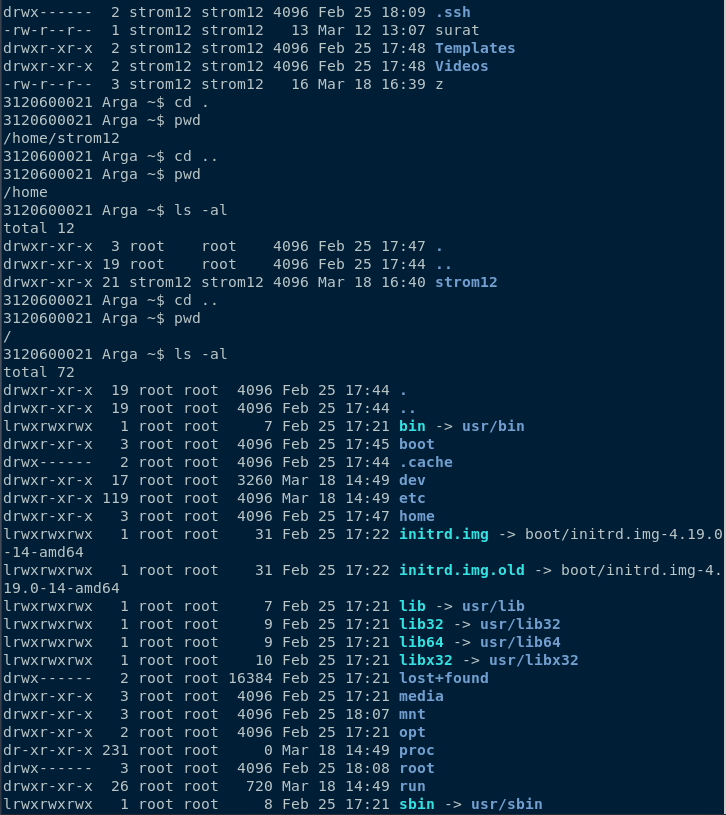 drwx------  2 strom12 strom12 4096 Feb 25 18:09 .ssh
-rw-r--r--  1 strom12 strom12   13 Mar 12 13:07 surat
drwxr-xr-x  2 strom12 strom12 4096 Feb 25 17:48 Templates
drwxr-xr-x  2 strom12 strom12 4096 Feb 25 17:48 Videos
-rw-r--r--  3 strom12 strom12   16 Mar 18 16:39 z
3120600021 Arga ~$ cd .
3120600021 Arga ~$ pwd
/home/strom12
3120600021 Arga ~$ cd ..
3120600021 Arga ~$ pwd
/home
3120600021 Arga ~$ ls -al
total 12
drwxr-xr-x  3 root    root    4096 Feb 25 17:47 .
drwxr-xr-x 19 root    root    4096 Feb 25 17:44 ..
drwxr-xr-x 21 strom12 strom12 4096 Mar 18 16:40 strom12
3120600021 Arga ~$ cd ..
3120600021 Arga ~$ pwd
/
3120600021 Arga ~$ ls -al
total 72
drwxr-xr-x  19 root root  4096 Feb 25 17:44 .
drwxr-xr-x  19 root root  4096 Feb 25 17:44 ..
lrwxrwxrwx   1 root root     7 Feb 25 17:21 bin -> usr/bin
drwxr-xr-x   3 root root  4096 Feb 25 17:45 boot
drwx------   2 root root  4096 Feb 25 17:44 .cache
drwxr-xr-x  17 root root  3260 Mar 18 14:49 dev
drwxr-xr-x 119 root root  4096 Mar 18 14:49 etc
drwxr-xr-x   3 root root  4096 Feb 25 17:47 home
lrwxrwxrwx   1 root root    31 Feb 25 17:22 initrd.img -> boot/initrd.img-4.19.0
-14-amd64
lrwxrwxrwx   1 root root    31 Feb 25 17:22 initrd.img.old -> boot/initrd.img-4.
19.0-14-amd64
lrwxrwxrwx   1 root root     7 Feb 25 17:21 lib -> usr/lib
lrwxrwxrwx   1 root root     9 Feb 25 17:21 lib32 -> usr/lib32
lrwxrwxrwx   1 root root     9 Feb 25 17:21 lib64 -> usr/lib64
lrwxrwxrwx   1 root root    10 Feb 25 17:21 libx32 -> usr/libx32
drwx------   2 root root 16384 Feb 25 17:21 lost+found
drwxr-xr-x   3 root root  4096 Feb 25 17:21 media
drwxr-xr-x   3 root root  4096 Feb 25 18:07 mnt
drwxr-xr-x   2 root root  4096 Feb 25 17:21 opt
dr-xr-xr-x 231 root root     0 Mar 18 14:49 proc
drwx------   3 root root  4096 Feb 25 18:08 root
drwxr-xr-x  26 root root   720 Mar 18 14:49 run
lrwxrwxrwx   1 root root     8 Feb 25 17:21 sbin -> usr/sbin